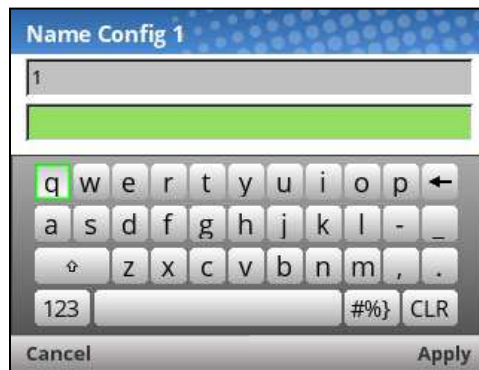 Name Config 1
1
q w e r t y u i o p ←
a s d f g h j k l - _
⇧ z x c v b n m , .
123 #%} CLR
Cancel Apply